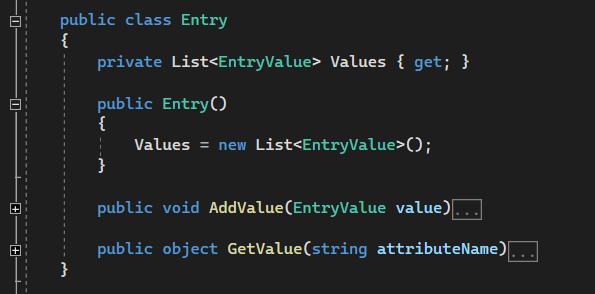 public class Entry
{
private List<EntryValue> Values { get; }
public Entry()
{
Values = new List<EntryValue>();
}
public void AddValue(EntryValue value)...
public object GetValue(string attributeName)...
}